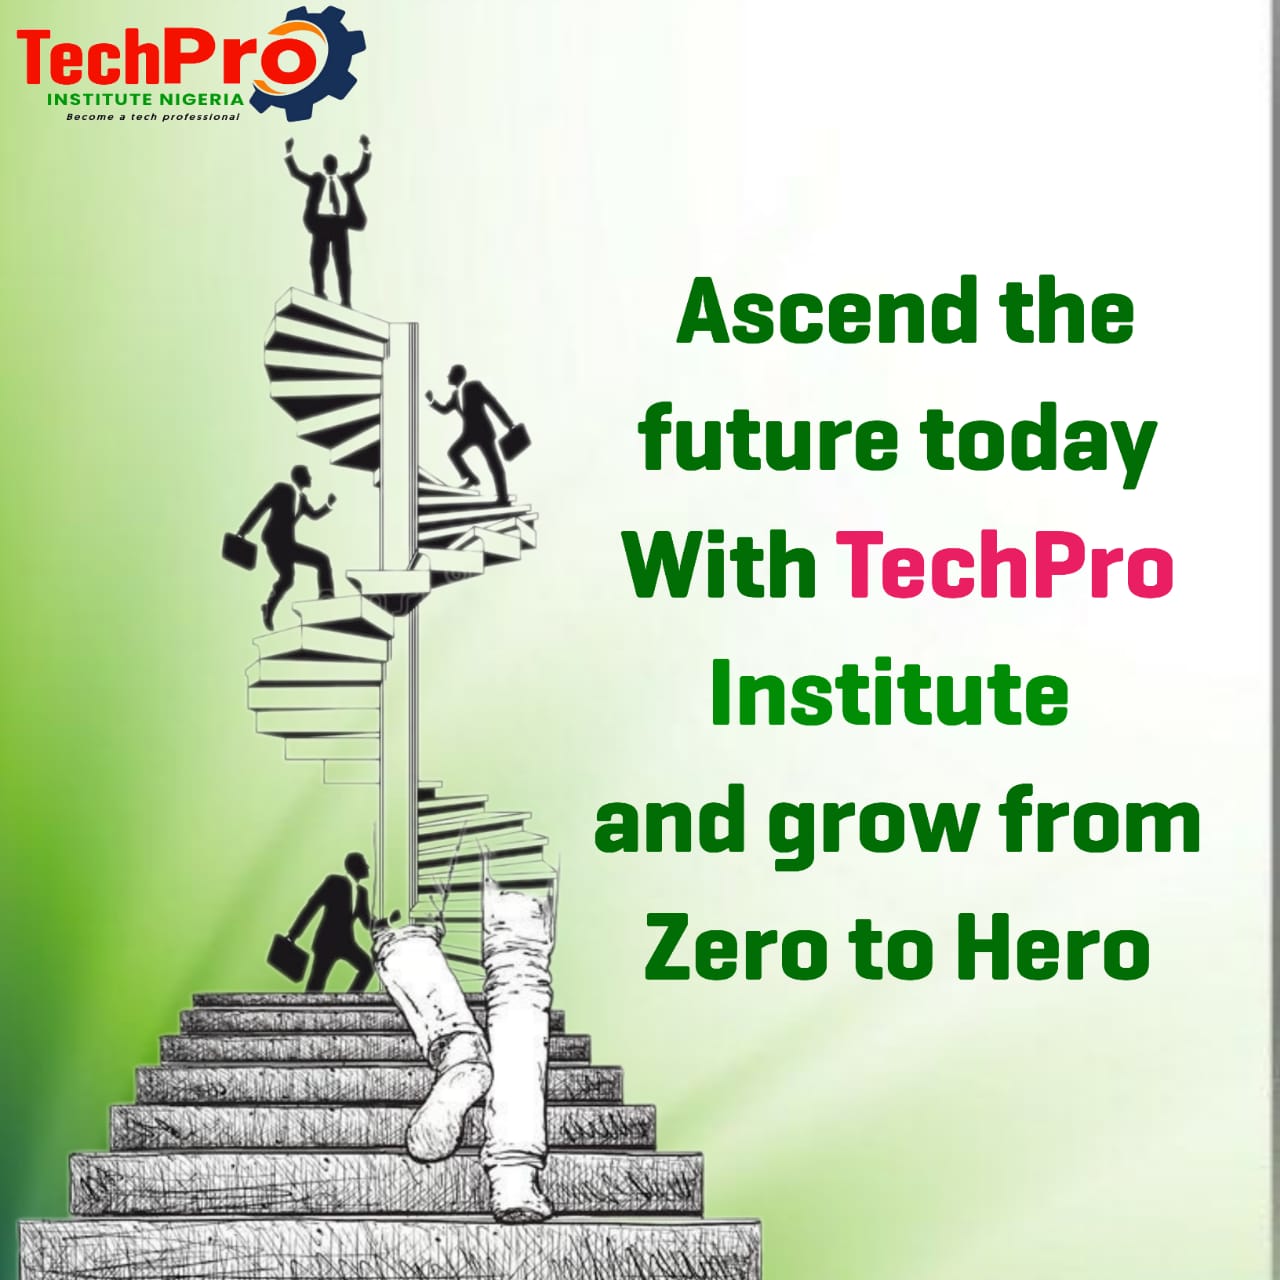 TechPro
INSTITUTE NIGERIA
Become a tech professional
Ascend the
future today
With TechPro
Institute
and grow from
Zero to Hero